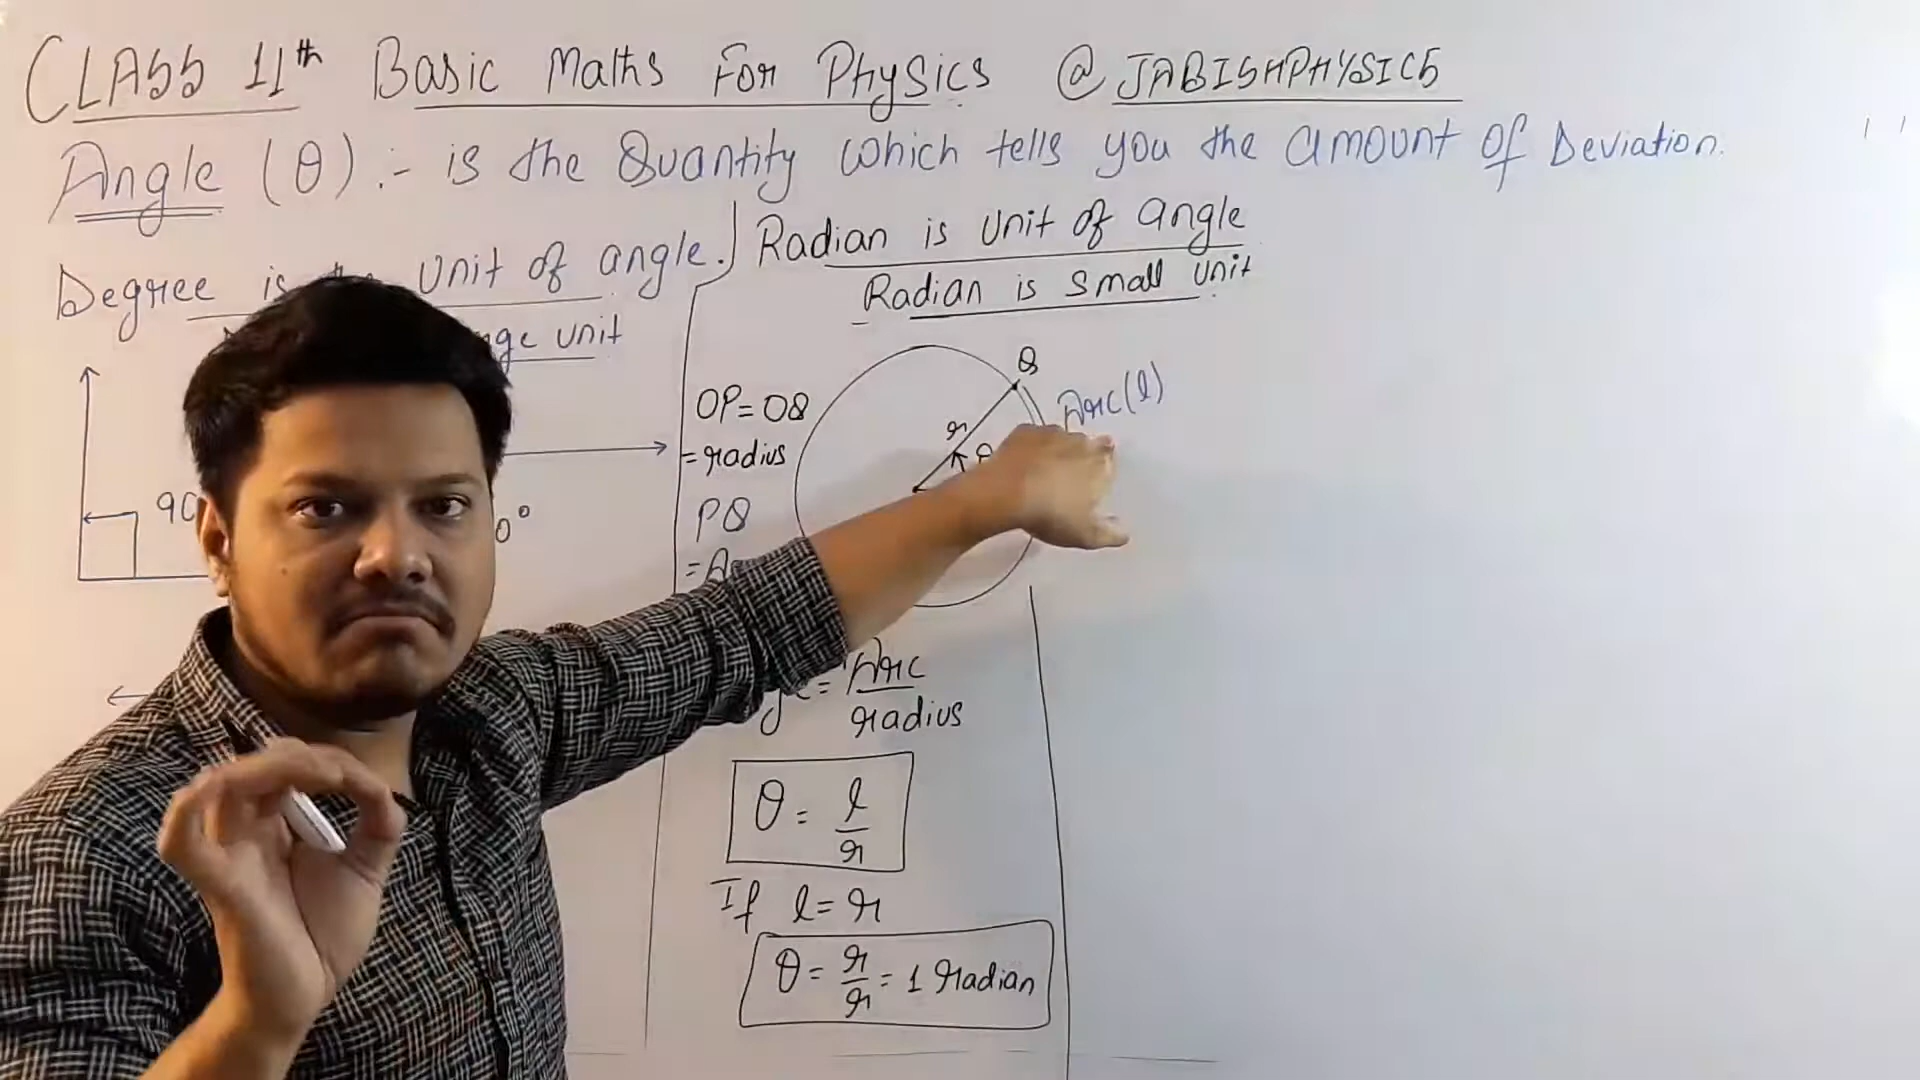 CLASS 11th Basic Maths For Physics @JABISHPHYSICS
Angle (θ) :- is the Quantity which tells you the amount of Deviation.
Degree is unit of angle.
unit
90
0°
Radian is unit of angle
Radian is small unit
OP = OQ
= radius
PQ
Q
Arc(l)
r
θ
= Arc
radius
θ = l/r
If l = r
θ = r/r = 1 radian